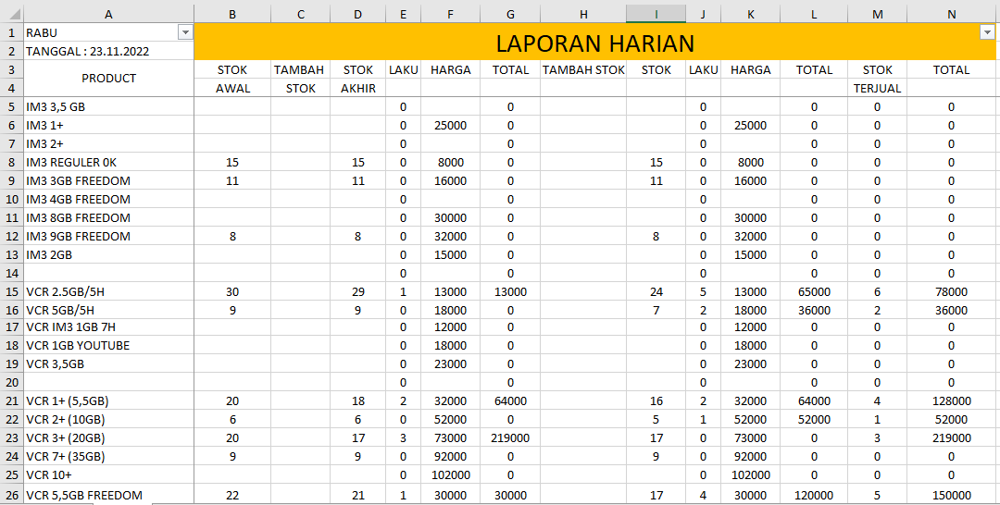 A B C D E F G H I J K L M N
1 RABU LAPORAN HARIAN
2 TANGGAL : 23.11.2022
3 PRODUCT STOK TAMBAH STOK LAKU HARGA TOTAL TAMBAH STOK STOK LAKU HARGA TOTAL STOK TOTAL
4 AWAL STOK AKHIR TERJUAL
5 IM3 3,5 GB 0 0 0 0 0 0
6 IM3 1+ 0 25000 0 0 25000 0 0 0
7 IM3 2+ 0 0 0 0 0 0
8 IM3 REGULER 0K 15 15 0 8000 0 15 0 8000 0 0 0
9 IM3 3GB FREEDOM 11 11 0 16000 0 11 0 16000 0 0 0
10 IM3 4GB FREEDOM 0 0 0 0 0 0
11 IM3 8GB FREEDOM 0 30000 0 0 30000 0 0 0
12 IM3 9GB FREEDOM 8 8 0 32000 0 8 0 32000 0 0 0
13 IM3 2GB 0 15000 0 0 15000 0 0 0
14 0 0 0 0 0 0
15 VCR 2.5GB/5H 30 29 1 13000 13000 24 5 13000 65000 6 78000
16 VCR 5GB/5H 9 9 0 18000 0 7 2 18000 36000 2 36000
17 VCR IM3 1GB 7H 0 12000 0 0 12000 0 0 0
18 VCR 1GB YOUTUBE 0 18000 0 0 18000 0 0 0
19 VCR 3,5GB 0 23000 0 0 23000 0 0 0
20 0 0 0 0 0 0
21 VCR 1+ (5,5GB) 20 18 2 32000 64000 16 2 32000 64000 4 128000
22 VCR 2+ (10GB) 6 6 0 52000 0 5 1 52000 52000 1 52000
23 VCR 3+ (20GB) 20 17 3 73000 219000 17 0 73000 0 3 219000
24 VCR 7+ (35GB) 9 9 0 92000 0 9 0 92000 0 0 0
25 VCR 10+ 0 102000 0 0 102000 0 0 0
26 VCR 5,5GB FREEDOM 22 21 1 30000 30000 17 4 30000 120000 5 150000